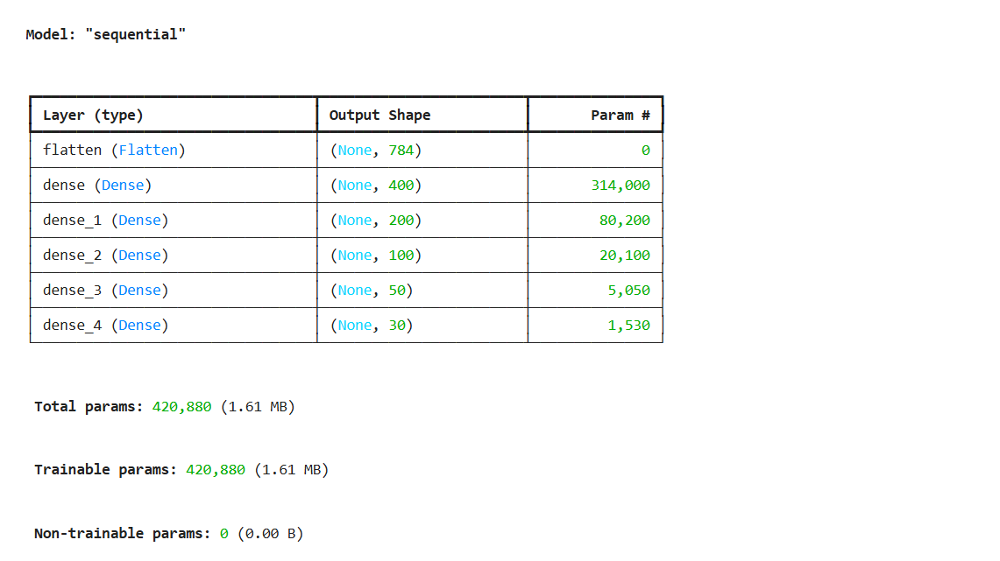 Model: "sequential"
Layer (type) Output Shape Param #
flatten (Flatten) (None, 784) 0
dense (Dense) (None, 400) 314,000
dense_1 (Dense) (None, 200) 80,200
dense_2 (Dense) (None, 100) 20,100
dense_3 (Dense) (None, 50) 5,050
dense_4 (Dense) (None, 30) 1,530
Total params: 420,880 (1.61 MB)
Trainable params: 420,880 (1.61 MB)
Non-trainable params: 0 (0.00 B)